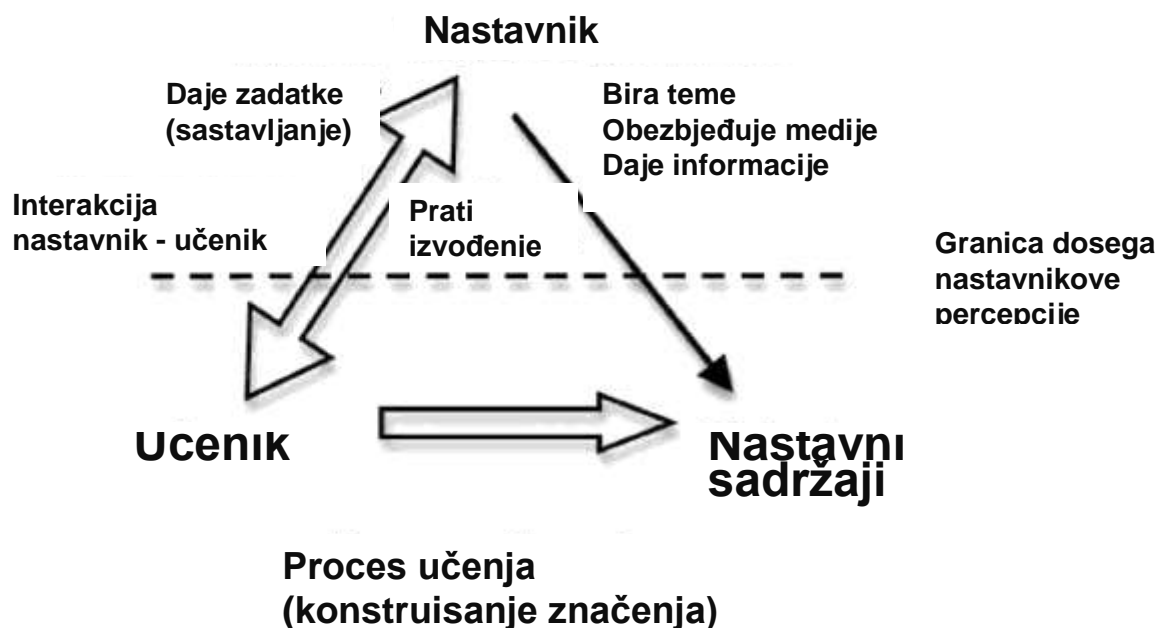 Nastavnik
Daje zadatke
(sastavljanje)
Bira teme
Obezbjeđuje medije
Daje informacije
Interakcija
nastavnik - učenik
Prati
izvođenje
Granica dosega
nastavnikove
percepcije
Učenik
Nastavni
sadržaji
Proces učenja
(konstruisanje značenja)